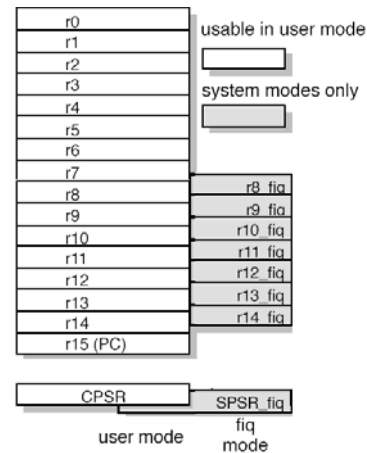 r0
usable in user mode
r1
r2
system modes only
r3
r4
r5
r6
r7
r8
r8_fiq
r9
r9_fiq
r10
r10_fiq
r11
r11_fiq
r12
r12_fiq
r13
r13_fiq
r14
r14_fiq
r15 (PC)
CPSR
SPSR_fiq
user mode
fiq
mode